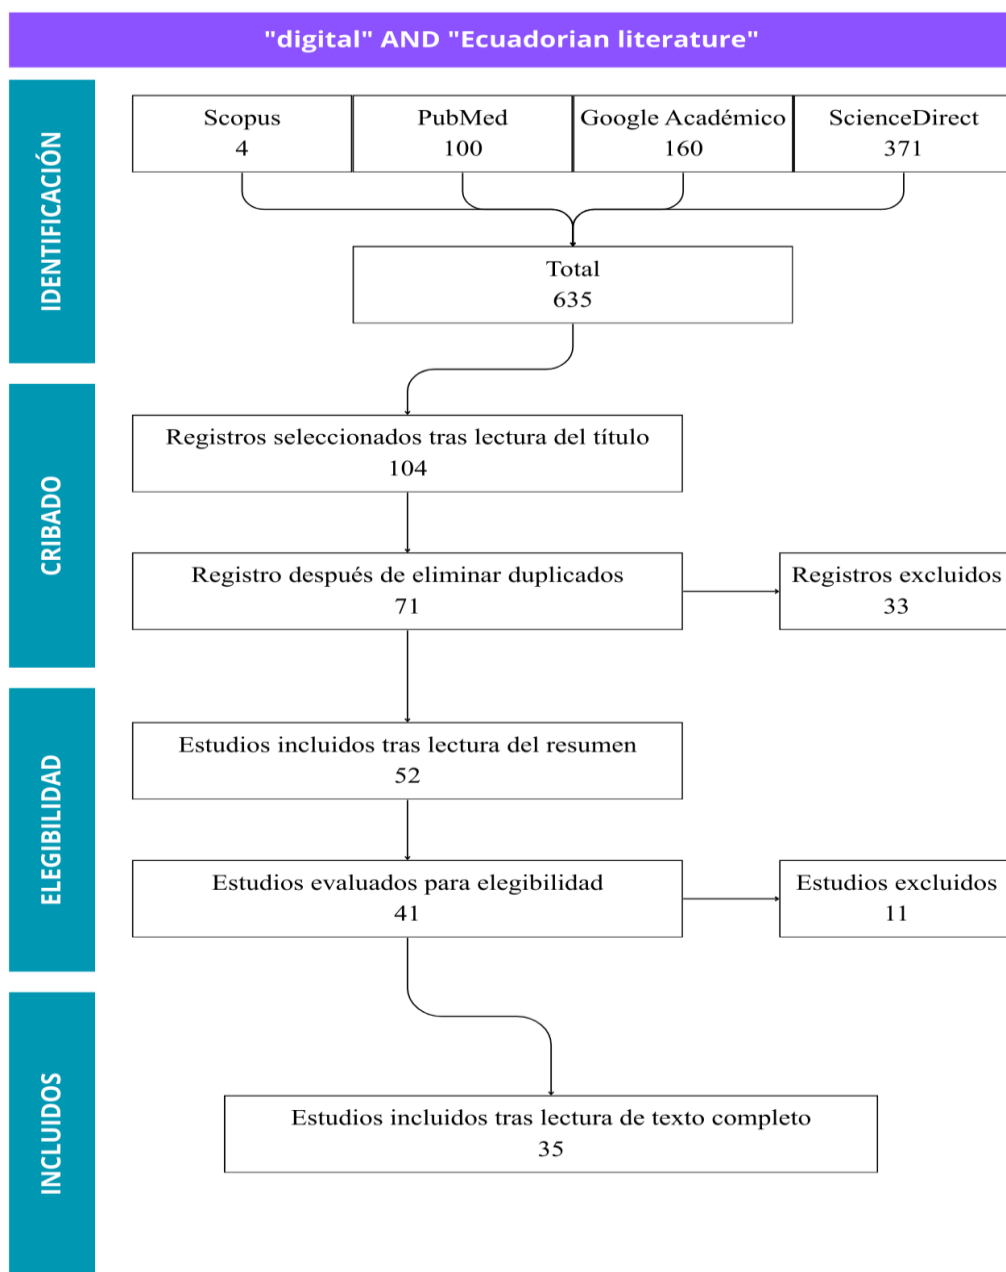 "digital" AND "Ecuadorian literature"
IDENTIFICACIÓN
Scopus
4
PubMed
100
Google Académico
160
ScienceDirect
371
Total
635
CRIBADO
Registros seleccionados tras lectura del título
104
Registro después de eliminar duplicados
71
Registros excluidos
33
ELEGIBILIDAD
Estudios incluidos tras lectura del resumen
52
Estudios evaluados para elegibilidad
41
Estudios excluidos
11
INCLUIDOS
Estudios incluidos tras lectura de texto completo
35